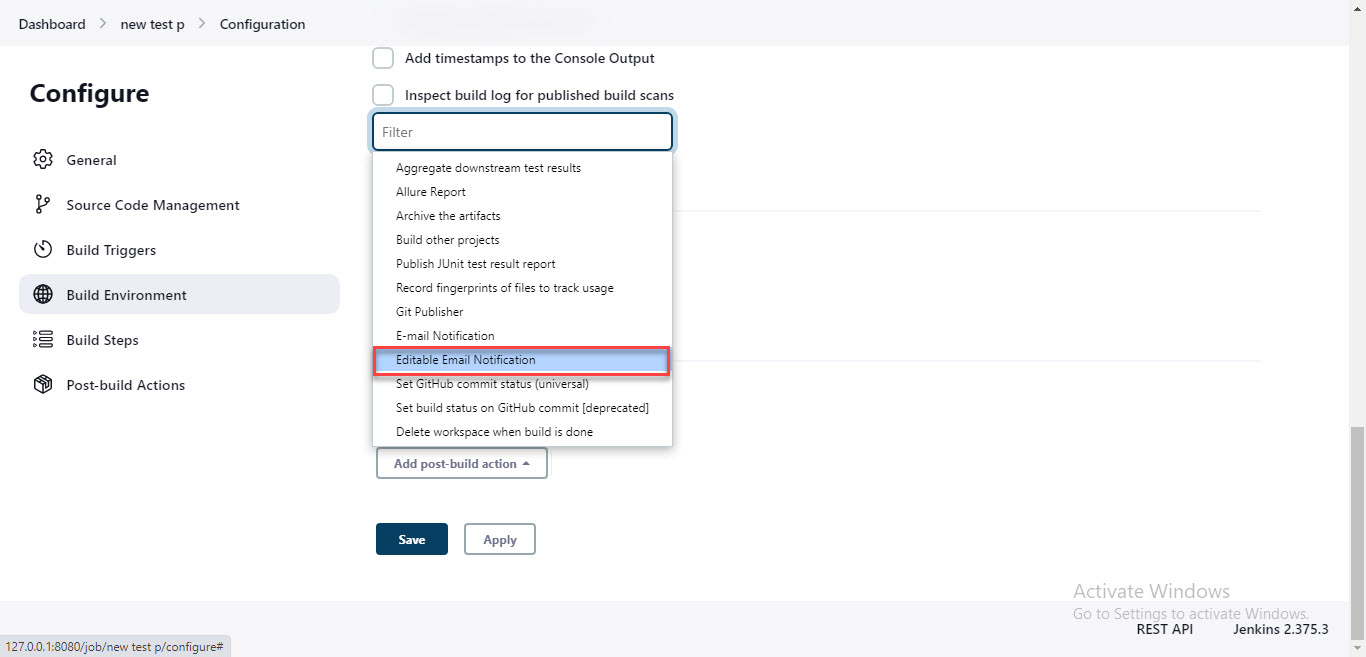 Dashboard > new test p > Configuration
Configure
General
Source Code Management
Build Triggers
Build Environment
Build Steps
Post-build Actions
Add timestamps to the Console Output
Inspect build log for published build scans
Filter
Aggregate downstream test results
Allure Report
Archive the artifacts
Build other projects
Publish JUnit test result report
Record fingerprints of files to track usage
Git Publisher
E-mail Notification
Editable Email Notification
Set GitHub commit status (universal)
Set build status on GitHub commit [deprecated]
Delete workspace when build is done
Add post-build action
Save Apply
Activate Windows
Go to Settings to activate Windows.
REST API Jenkins 2.375.3
127.0.0.1:8080/job/new test p/configure#